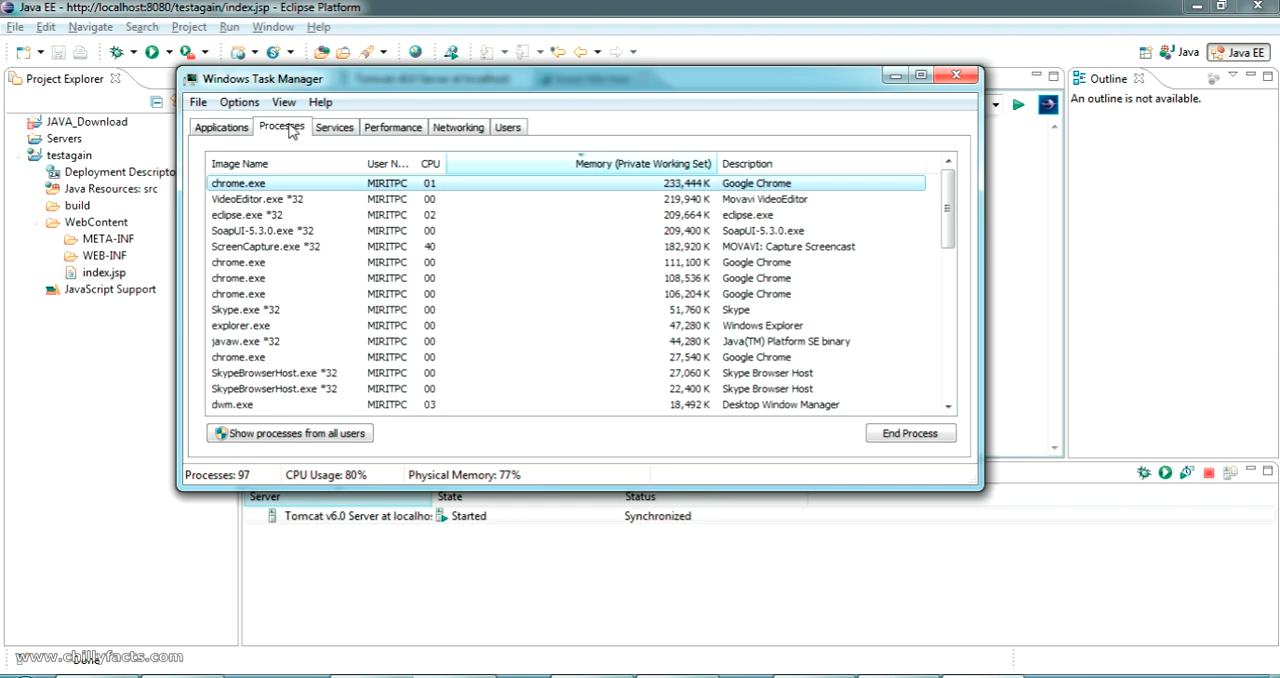 Java EE - http://localhost:8080/testagain/index.jsp - Eclipse Platform
File Edit Navigate Search Project Run Window Help
Java Java EE
Project Explorer
JAVA_Download
Servers
testagain
Deployment Descripto
Java Resources: src
build
WebContent
META-INF
WEB-INF
index.jsp
JavaScript Support
Windows Task Manager
Tomcat v6.0 Server at localhost
File Options View Help
Applications Processes Services Performance Networking Users
Image Name User N... CPU Memory (Private Working Set) Description
chrome.exe MIRITPC 01 233,444 K Google Chrome
VideoEditor.exe *32 MIRITPC 00 219,940 K Movavi VideoEditor
eclipse.exe *32 MIRITPC 02 209,664 K eclipse.exe
SoapUI-5.3.0.exe *32 MIRITPC 00 209,400 K SoapUI-5.3.0.exe
ScreenCapture.exe *32 MIRITPC 40 182,920 K MOVAVI: Capture Screencast
chrome.exe MIRITPC 00 111,100 K Google Chrome
chrome.exe MIRITPC 00 108,536 K Google Chrome
chrome.exe MIRITPC 00 106,204 K Google Chrome
Skype.exe *32 MIRITPC 00 51,760 K Skype
explorer.exe MIRITPC 00 47,280 K Windows Explorer
javaw.exe *32 MIRITPC 00 44,280 K Java(TM) Platform SE binary
chrome.exe MIRITPC 00 27,540 K Google Chrome
SkypeBrowserHost.exe *32 MIRITPC 00 27,060 K Skype Browser Host
SkypeBrowserHost.exe *32 MIRITPC 00 22,400 K Skype Browser Host
dwm.exe MIRITPC 03 18,492 K Desktop Window Manager
Show processes from all users End Process
Processes: 97 CPU Usage: 80% Physical Memory: 77%
Outline
An outline is not available.
Server State Status
Tomcat v6.0 Server at localho: Started Synchronized
www.chillyfacts.com
Done